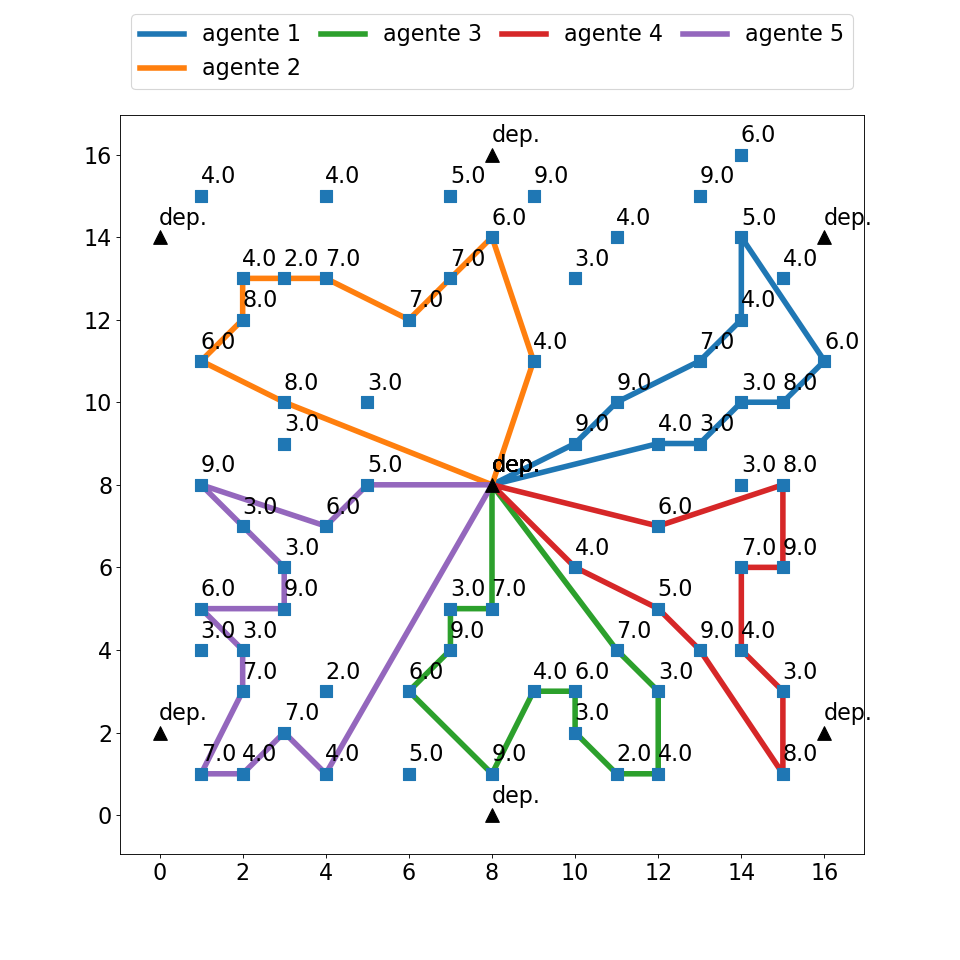 agente 1 agente 3 agente 4 agente 5
agente 2
6.0
dep.
16
4.0 4.0 5.0 9.0 9.0
dep. 6.0 4.0 5.0 dep.
14
4.0 2.0 7.0 7.0 3.0 4.0
8.0 7.0 4.0
12
6.0 4.0 7.0 6.0
8.0 3.0 9.0 3.0 8.0
10
3.0 9.0 4.0 3.0
9.0 5.0 dep. 3.0 8.0
8
3.0 6.0 6.0
3.0 4.0 7.0 9.0
6
6.0 9.0 3.0 7.0 5.0
3.0 3.0 9.0 7.0 9.0 4.0
4
7.0 2.0 6.0 4.0 6.0 3.0 3.0
dep. 7.0 3.0 dep.
2
7.0 4.0 4.0 5.0 9.0 2.0 4.0 8.0
dep.
0
0 2 4 6 8 10 12 14 16